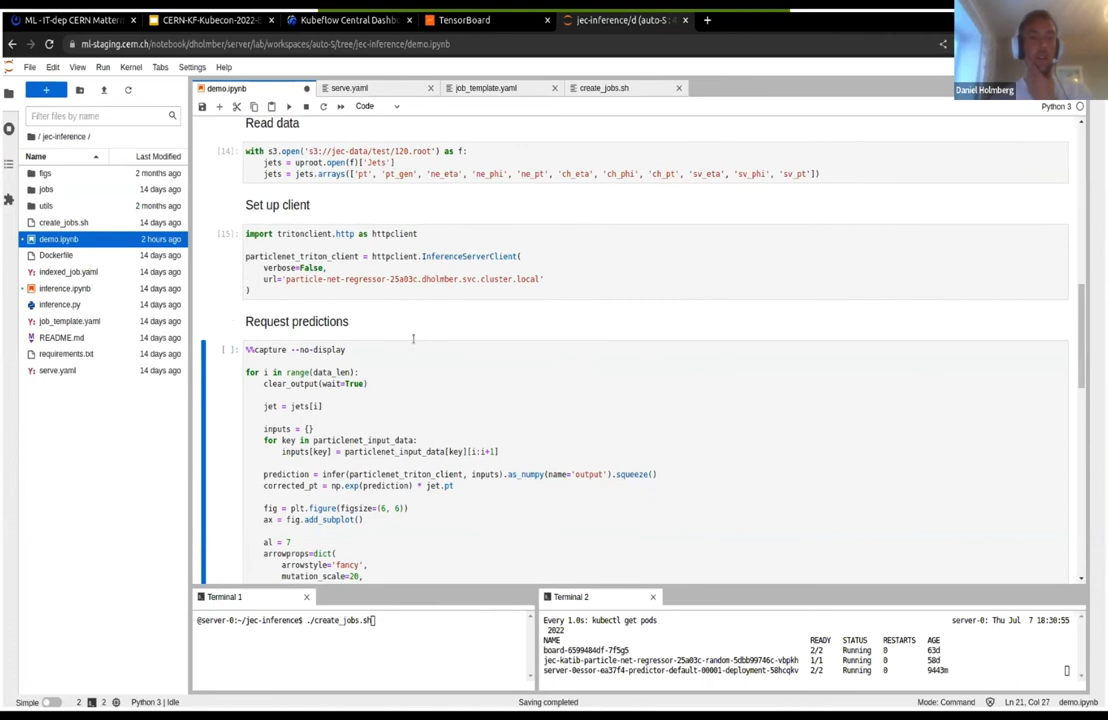 ML - IT-dep CERN Matterm
CERN-KF-Kubecon-2022-E
Kubeflow Central Dashbo
TensorBoard
jec-inference/d (auto-S
ml-staging.cern.ch/notebook/dholmber/server/lab/workspaces/auto-S/tree/jec-inference/demo.ipynb
File Edit View Run Kernel Tabs Settings Help
Daniel Holmberg
demo.ipynb
serve.yaml
job_template.yaml
create_jobs.sh
Code
Python 3
Filter files by name
/ jec-inference /
Name Last Modified
figs 2 months ago
jobs 14 days ago
utils 2 months ago
create_jobs.sh 14 days ago
demo.ipynb 2 hours ago
Dockerfile 14 days ago
indexed_job.yaml 14 days ago
inference.ipynb 14 days ago
inference.py 14 days ago
job_template.yaml 14 days ago
README.md 14 days ago
requirements.txt 14 days ago
serve.yaml 14 days ago
Read data
[14]:
with s3.open('s3://jec-data/test/120.root') as f:
jets = uproot.open(f)['Jets']
jets = jets.arrays(['pt', 'pt_gen', 'ne_eta', 'ne_phi', 'ne_pt', 'ch_eta', 'ch_phi', 'ch_pt', 'sv_eta', 'sv_phi', 'sv_pt'])
Set up client
[15]:
import tritonclient.http as httpclient
particlenet_triton_client = httpclient.InferenceServerClient(
verbose=False,
url='particle-net-regressor-25a03c.dholmber.svc.cluster.local'
)
Request predictions
[ ]:
%%capture --no-display
for i in range(data_len):
clear_output(wait=True)
jet = jets[i]
inputs = {}
for key in particlenet_input_data:
inputs[key] = particlenet_input_data[key][i:i+1]
prediction = infer(particlenet_triton_client, inputs).as_numpy(name='output').squeeze()
corrected_pt = np.exp(prediction) * jet.pt
fig = plt.figure(figsize=(6, 6))
ax = fig.add_subplot()
al = 7
arrowprops=dict(
arrowstyle='fancy',
mutation_scale=20,
Terminal 1
@server-0:~/jec-inference$ ./create_jobs.sh
Terminal 2
Every 1.0s: kubectl get pods server-0: Thu Jul 7 18:30:55
2022
NAME READY STATUS RESTARTS AGE
board-6599484df-7f5g5 2/2 Running 0 63d
jec-katib-particle-net-regressor-25a03c-random-5dbb99746c-vbpkh 1/1 Running 0 58d
server-0essor-ea37f4-predictor-default-00001-deployment-58hcqkv 2/2 Running 0 9443m
Simple 2 2 Python 3 | Idle
Saving completed
Mode: Command Ln 21, Col 27 demo.ipynb